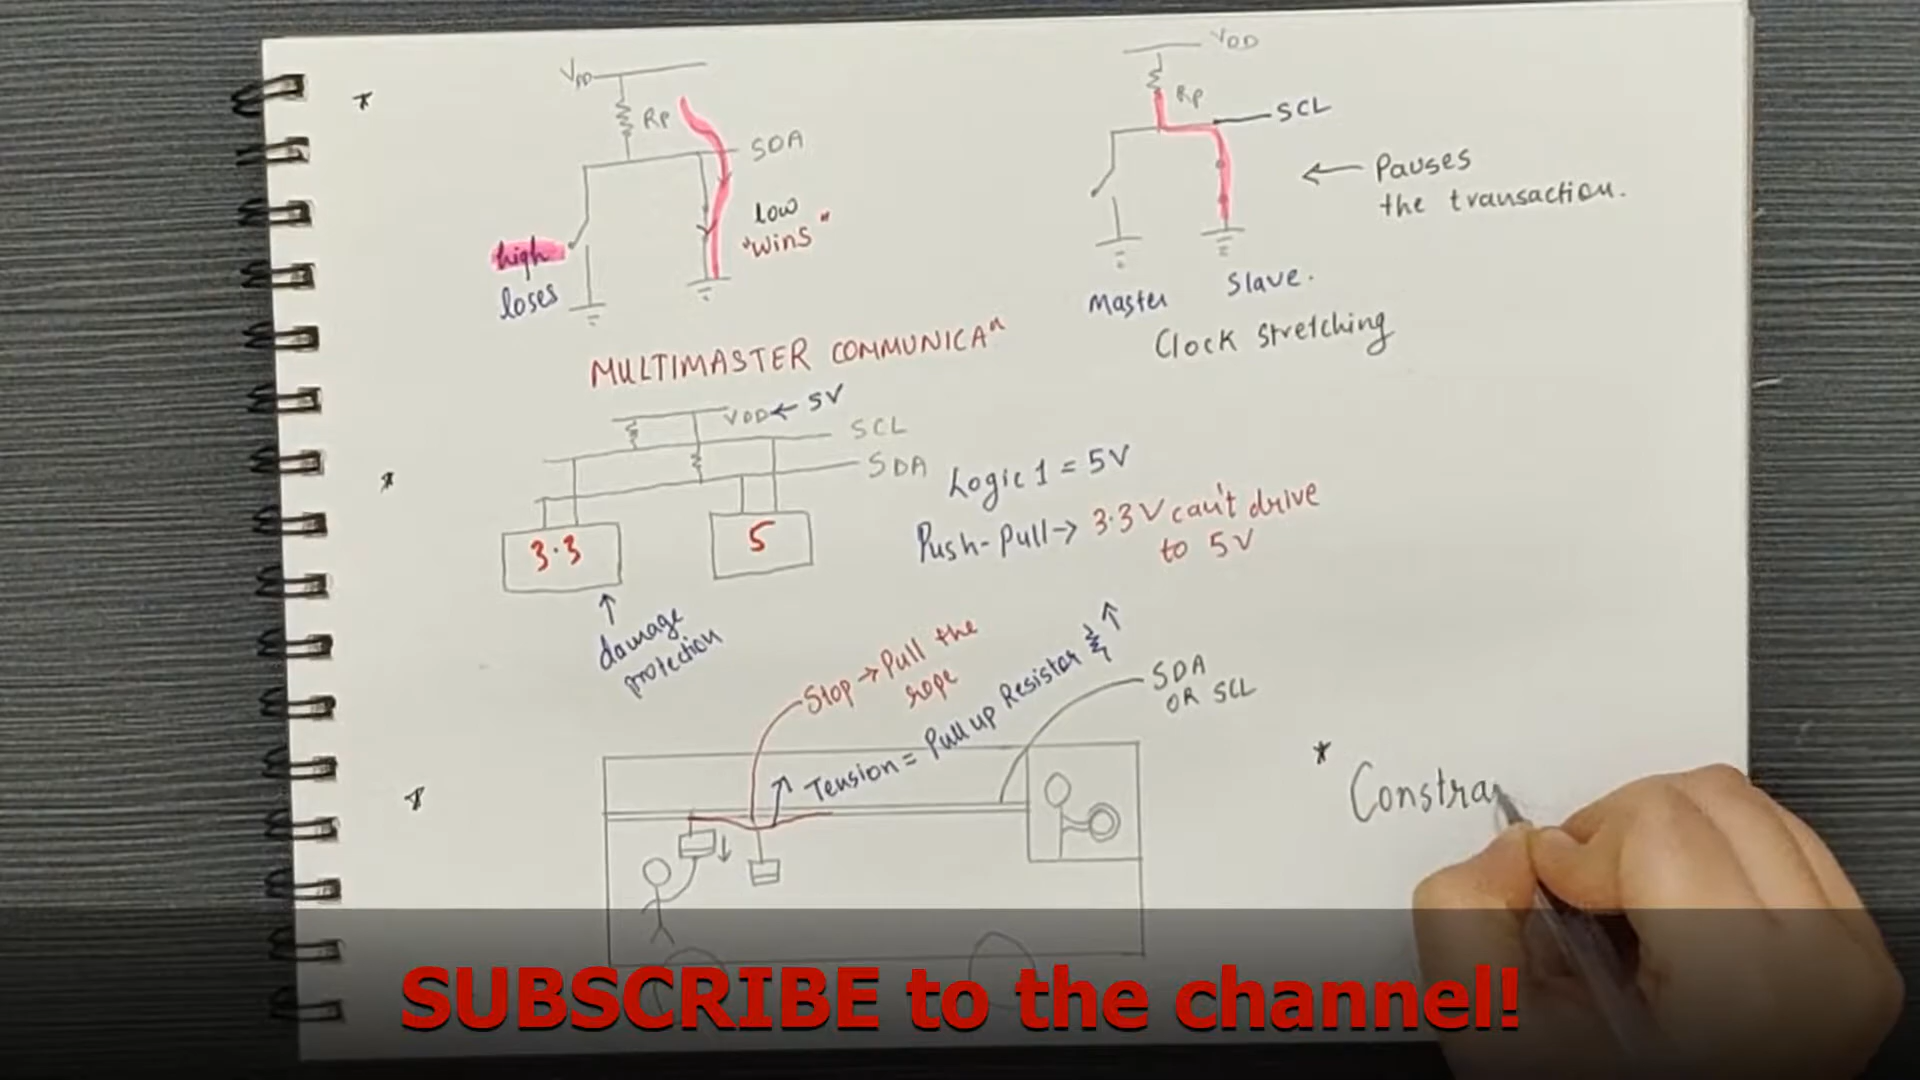 VDD
Rp
SDA
high
loses
low
"wins"
VDD
Rp
SCL
← Pauses
the transaction.
Master
Slave.
Clock stretching
MULTIMASTER COMMUNICAⁿ
VDD ← 5V
SCL
SDA
3.3
5
Logic 1 = 5V
Push-Pull → 3.3V can't drive
to 5V
↑
damage
protection
Stop → Pull the
rope
Tension = Pull up Resistor
SDA
OR SCL
* Constra
SUBSCRIBE to the channel!